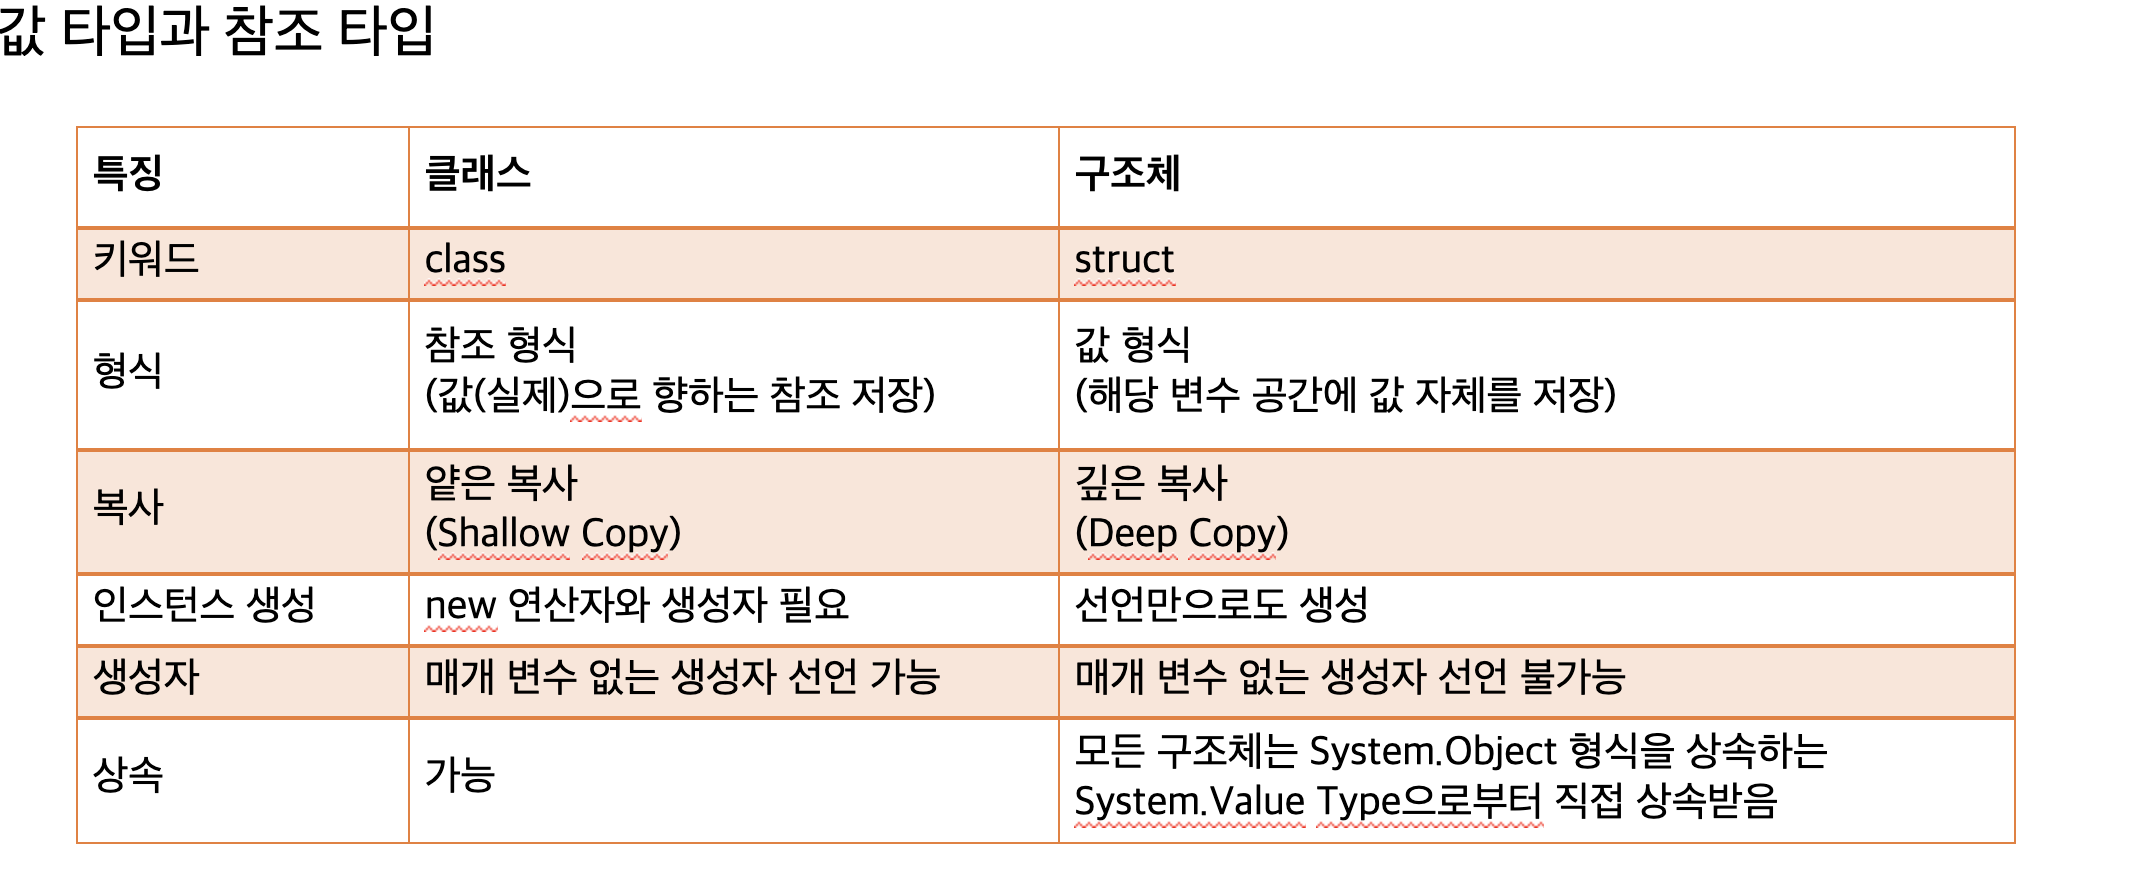 값 타입과 참조 타입
특징
클래스
구조체
키워드
class
struct
형식
참조 형식
(값(실제)으로 향하는 참조 저장)
값 형식
(해당 변수 공간에 값 자체를 저장)
복사
얕은 복사
(Shallow Copy)
깊은 복사
(Deep Copy)
인스턴스 생성
new 연산자와 생성자 필요
선언만으로도 생성
생성자
매개 변수 없는 생성자 선언 가능
매개 변수 없는 생성자 선언 불가능
상속
가능
모든 구조체는 System.Object 형식을 상속하는
System.Value Type으로부터 직접 상속받음